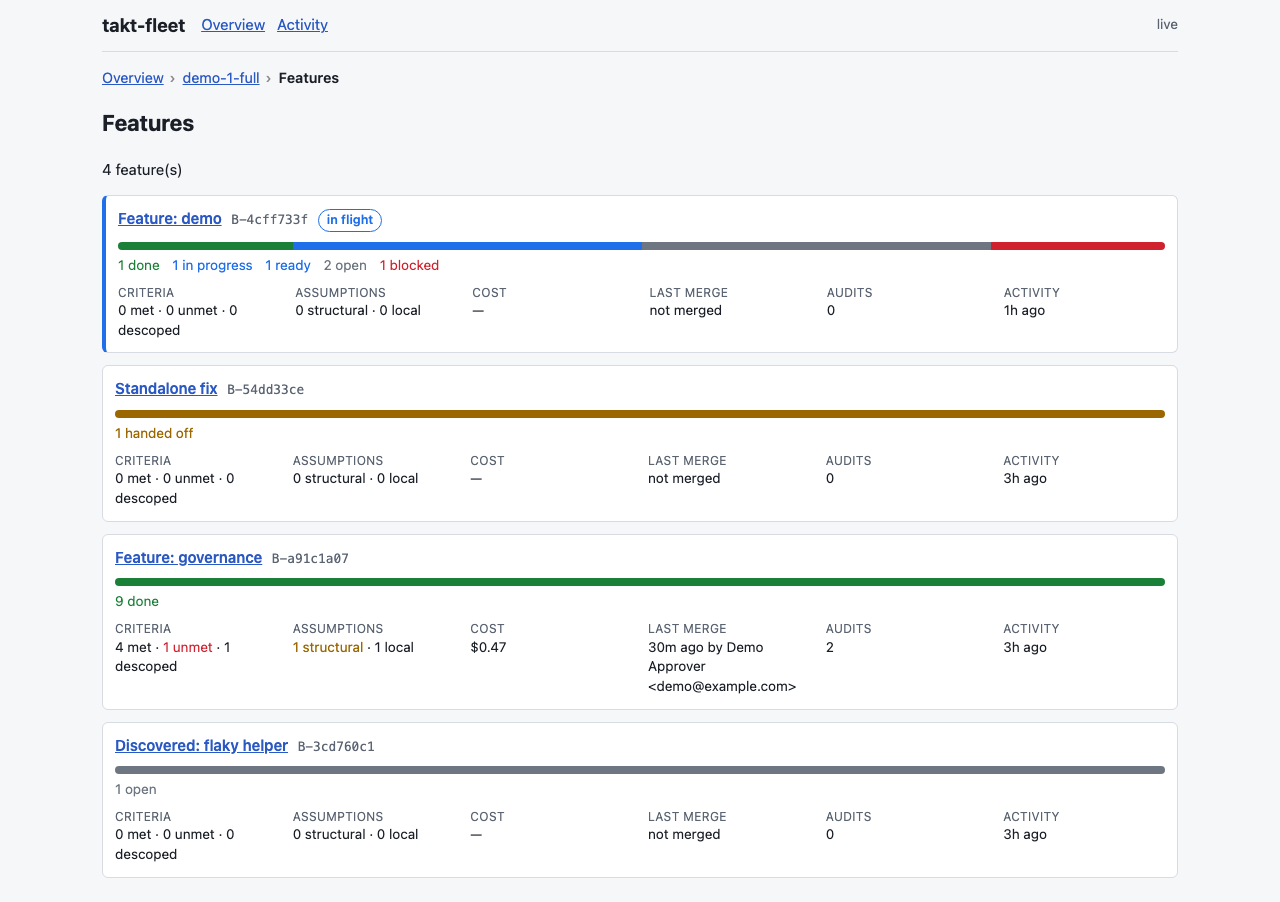 takt-fleet Overview Activity live
Overview › demo-1-full › Features
Features
4 feature(s)
Feature: demo B-4cff733f in flight
1 done 1 in progress 1 ready 2 open 1 blocked
CRITERIA ASSUMPTIONS COST LAST MERGE AUDITS ACTIVITY
0 met · 0 unmet · 0 0 structural · 0 local — not merged 0 1h ago
descoped
Standalone fix B-54dd33ce
1 handed off
CRITERIA ASSUMPTIONS COST LAST MERGE AUDITS ACTIVITY
0 met · 0 unmet · 0 0 structural · 0 local — not merged 0 3h ago
descoped
Feature: governance B-a91c1a07
9 done
CRITERIA ASSUMPTIONS COST LAST MERGE AUDITS ACTIVITY
4 met · 1 unmet · 1 1 structural · 1 local $0.47 30m ago by Demo 2 3h ago
descoped Approver
<demo@example.com>
Discovered: flaky helper B-3cd760c1
1 open
CRITERIA ASSUMPTIONS COST LAST MERGE AUDITS ACTIVITY
0 met · 0 unmet · 0 0 structural · 0 local — not merged 0 3h ago
descoped